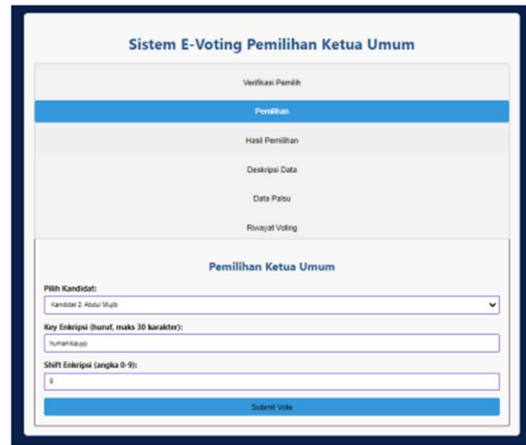 Sistem E-Voting Pemilihan Ketua Umum
Verifikasi Pemilih
Pemilihan
Hasil Pemilihan
Deskripsi Data
Data Palsu
Riwayat Voting
Pemilihan Ketua Umum
Pilih Kandidat:
Kandidat 2: Abdul Mujib
Key Enkripsi (huruf, maks 30 karakter):
humanikauyp
Shift Enkripsi (angka 0-9):
9
Submit Vote